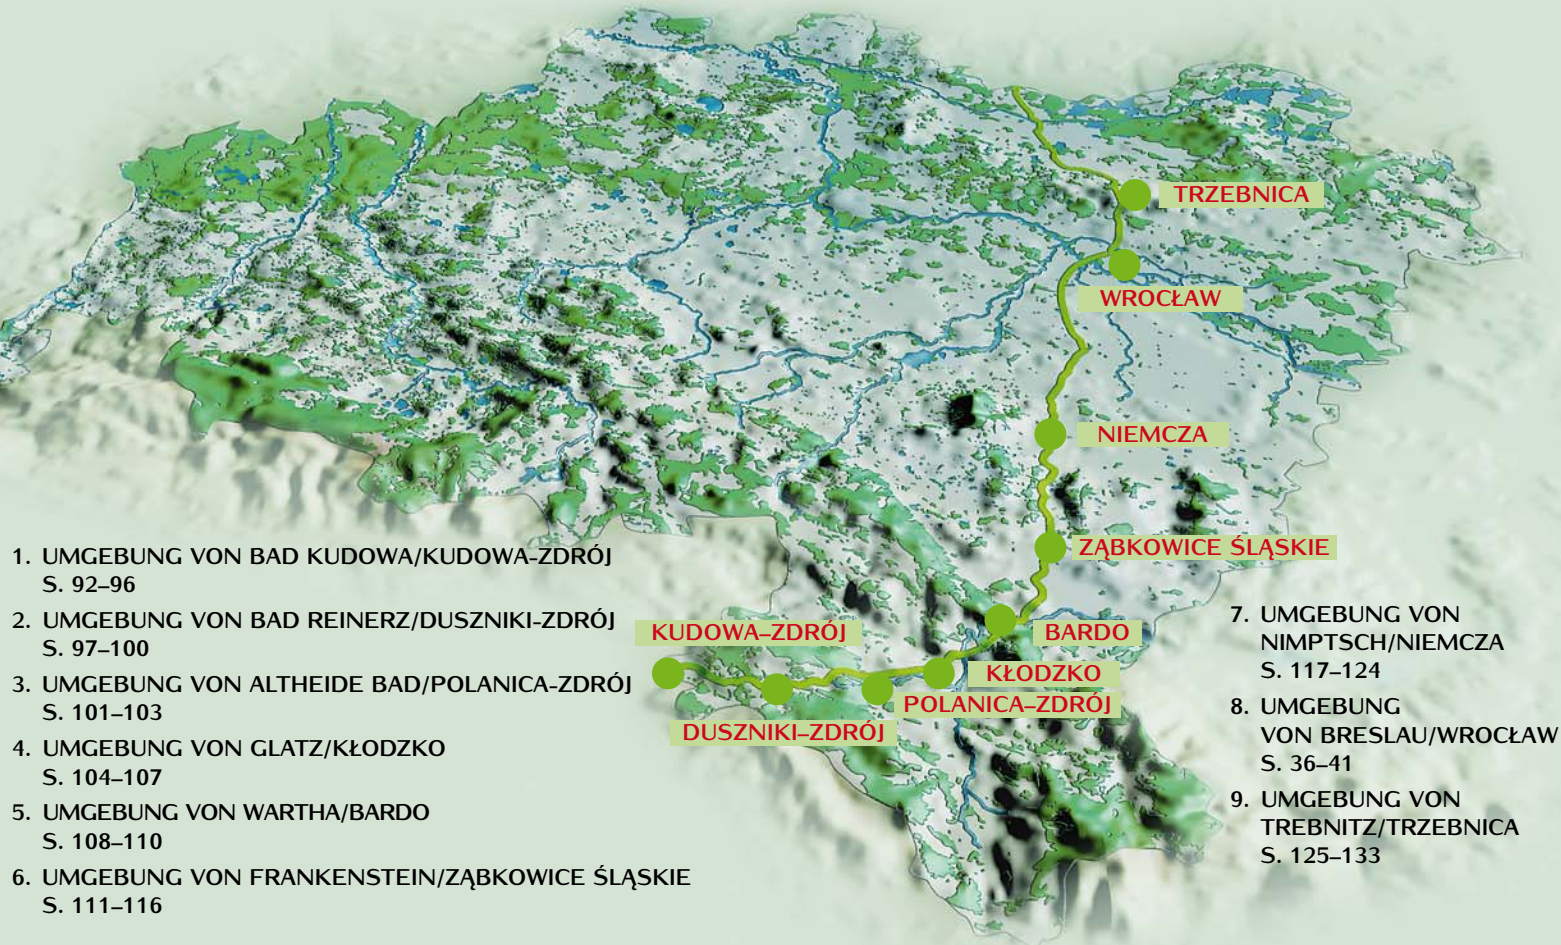 TRZEBNICA
WROCŁAW
NIEMCZA
ZĄBKOWICE ŚLĄSKIE
BARDO
KUDOWA–ZDRÓJ
KŁODZKO
POLANICA–ZDRÓJ
DUSZNIKI–ZDRÓJ
1. UMGEBUNG VON BAD KUDOWA/KUDOWA-ZDRÓJ
S. 92–96
2. UMGEBUNG VON BAD REINERZ/DUSZNIKI-ZDRÓJ
S. 97–100
3. UMGEBUNG VON ALTHEIDE BAD/POLANICA-ZDRÓJ
S. 101–103
4. UMGEBUNG VON GLATZ/KŁODZKO
S. 104–107
5. UMGEBUNG VON WARTHA/BARDO
S. 108–110
6. UMGEBUNG VON FRANKENSTEIN/ZĄBKOWICE ŚLĄSKIE
S. 111–116
7. UMGEBUNG VON
NIMPTSCH/NIEMCZA
S. 117–124
8. UMGEBUNG
VON BRESLAU/WROCŁAW
S. 36–41
9. UMGEBUNG VON
TREBNITZ/TRZEBNICA
S. 125–133